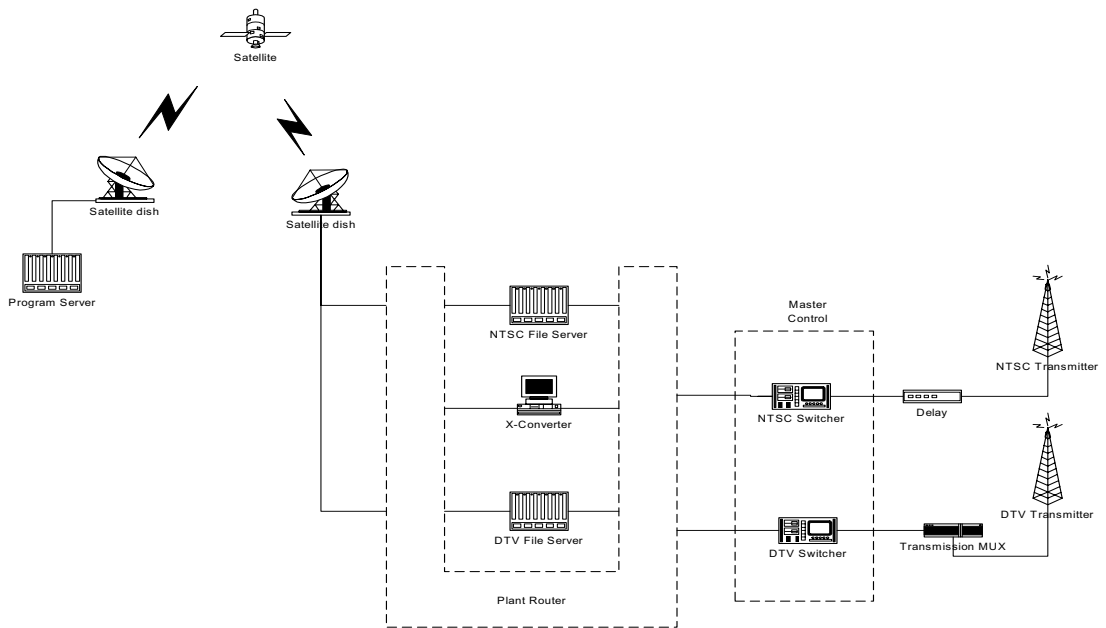 Satellite
Satellite dish
Satellite dish
Program Server
Master
Control
NTSC File Server
NTSC Transmitter
X-Converter
NTSC Switcher
Delay
DTV File Server
DTV Transmitter
DTV Switcher
Transmission MUX
Plant Router